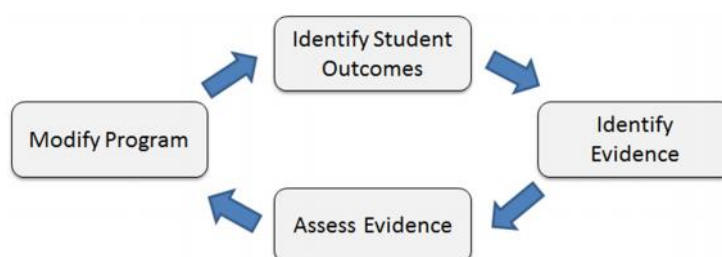 Identify Student
Outcomes
Modify Program
Identify
Evidence
Assess Evidence